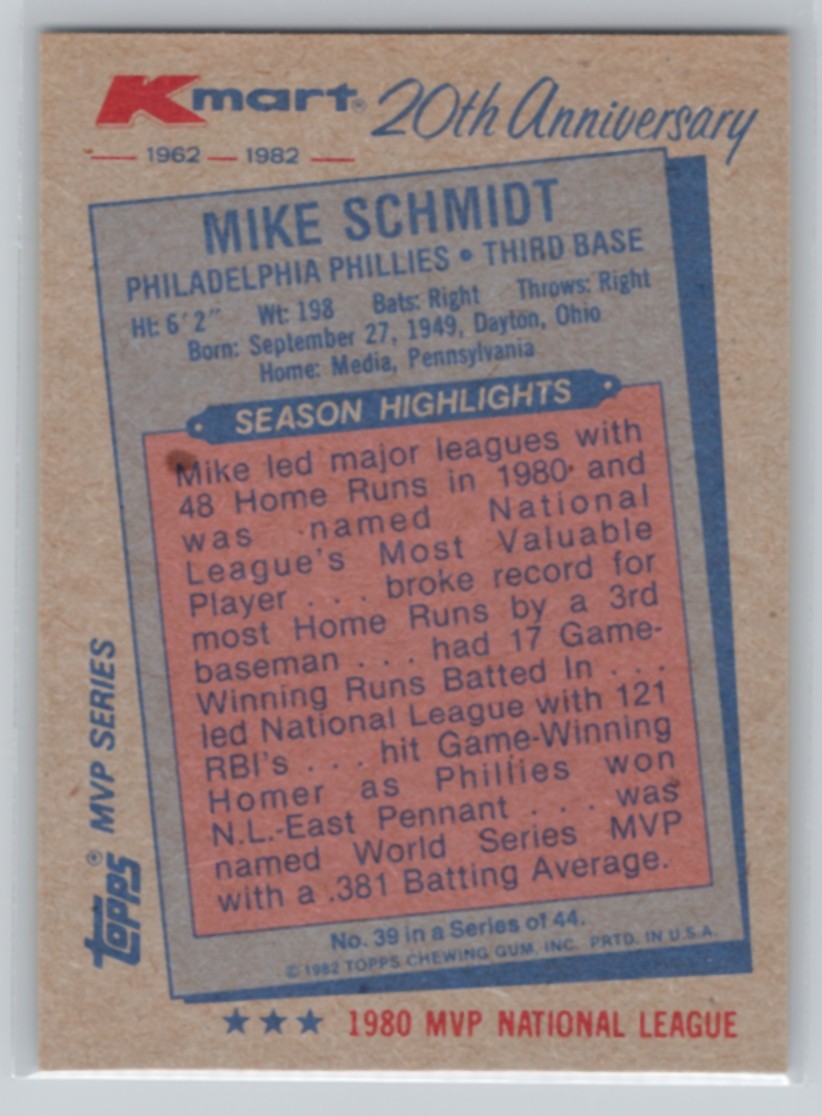 Kmart® 20th Anniversary
1962 — 1982
MIKE SCHMIDT
PHILADELPHIA PHILLIES • THIRD BASE
Ht: 6'2" Wt: 198 Bats: Right Throws: Right
Born: September 27, 1949, Dayton, Ohio
Home: Media, Pennsylvania
SEASON HIGHLIGHTS
Mike led major leagues with
48 Home Runs in 1980 and
was named National
League's Most Valuable
Player . . . broke record for
most Home Runs by a 3rd
baseman . . . had 17 Game-
Winning Runs Batted In . . .
led National League with 121
RBI's . . . hit Game-Winning
Homer as Phillies won
N.L.-East Pennant . . . was
named World Series MVP
with a .381 Batting Average.
No. 39 in a Series of 44.
© 1982 TOPPS CHEWING GUM, INC. PRTD. IN U.S.A.
topps® MVP SERIES
★★★ 1980 MVP NATIONAL LEAGUE